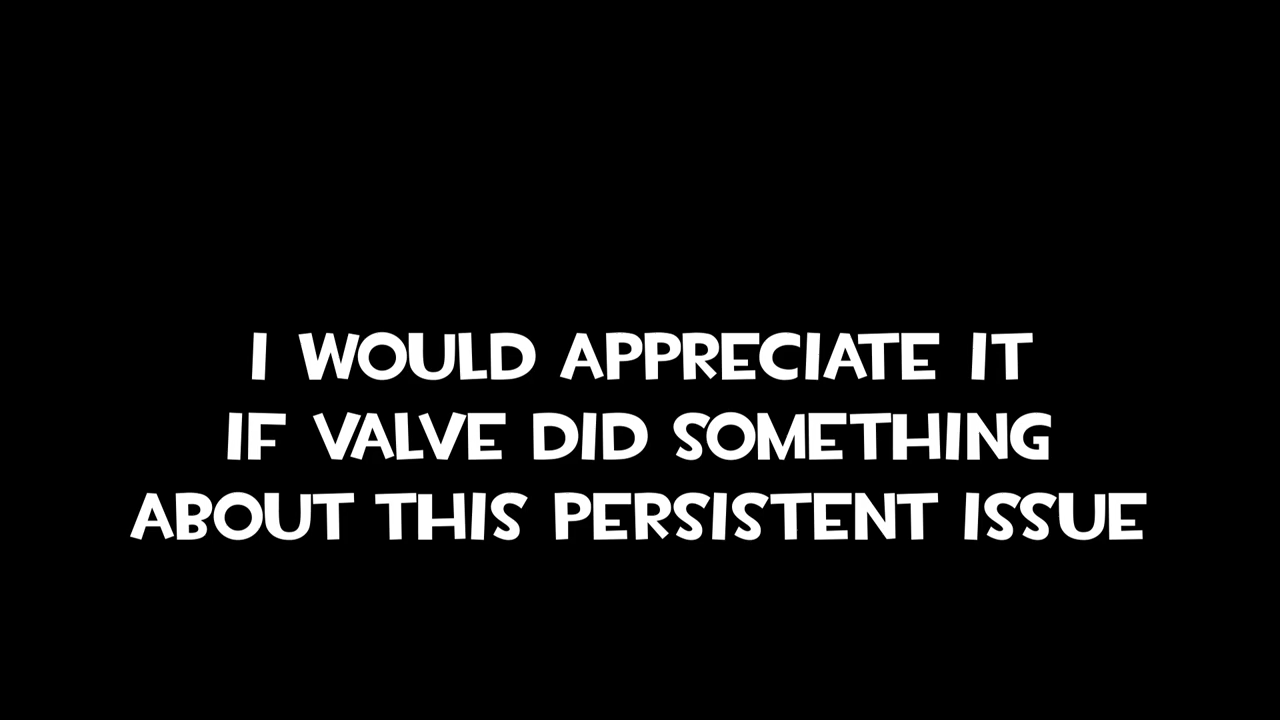 I WOULD APPRECIATE IT
IF VALVE DID SOMETHING
ABOUT THIS PERSISTENT ISSUE